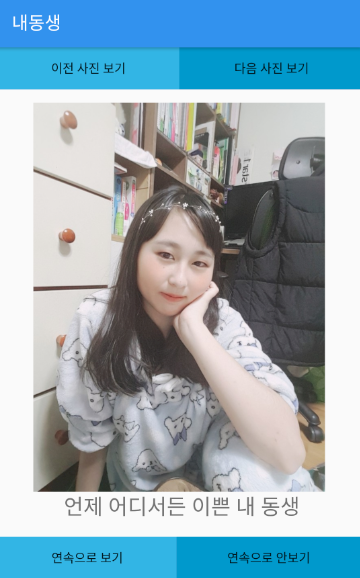 내동생
이전 사진 보기
다음 사진 보기
언제 어디서든 이쁜 내 동생
연속으로 보기
연속으로 안보기